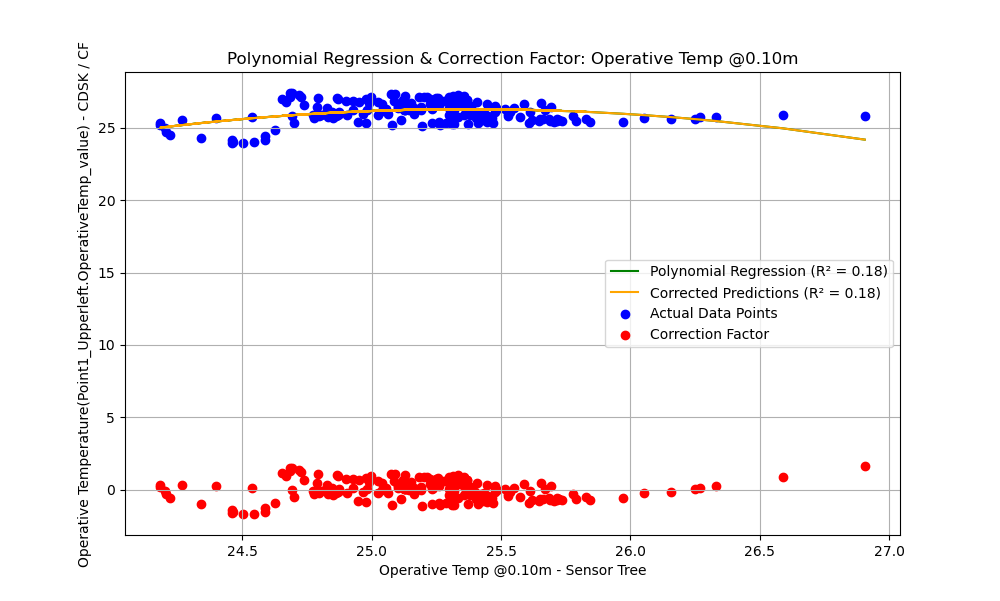 Polynomial Regression & Correction Factor: Operative Temp @0.10m
Operative Temperature(Point1_Upperleft.OperativeTemp_value) - CDSK / CF
25
20
15
10
5
0
Polynomial Regression (R² = 0.18)
Corrected Predictions (R² = 0.18)
Actual Data Points
Correction Factor
24.5
25.0
25.5
26.0
26.5
27.0
Operative Temp @0.10m - Sensor Tree